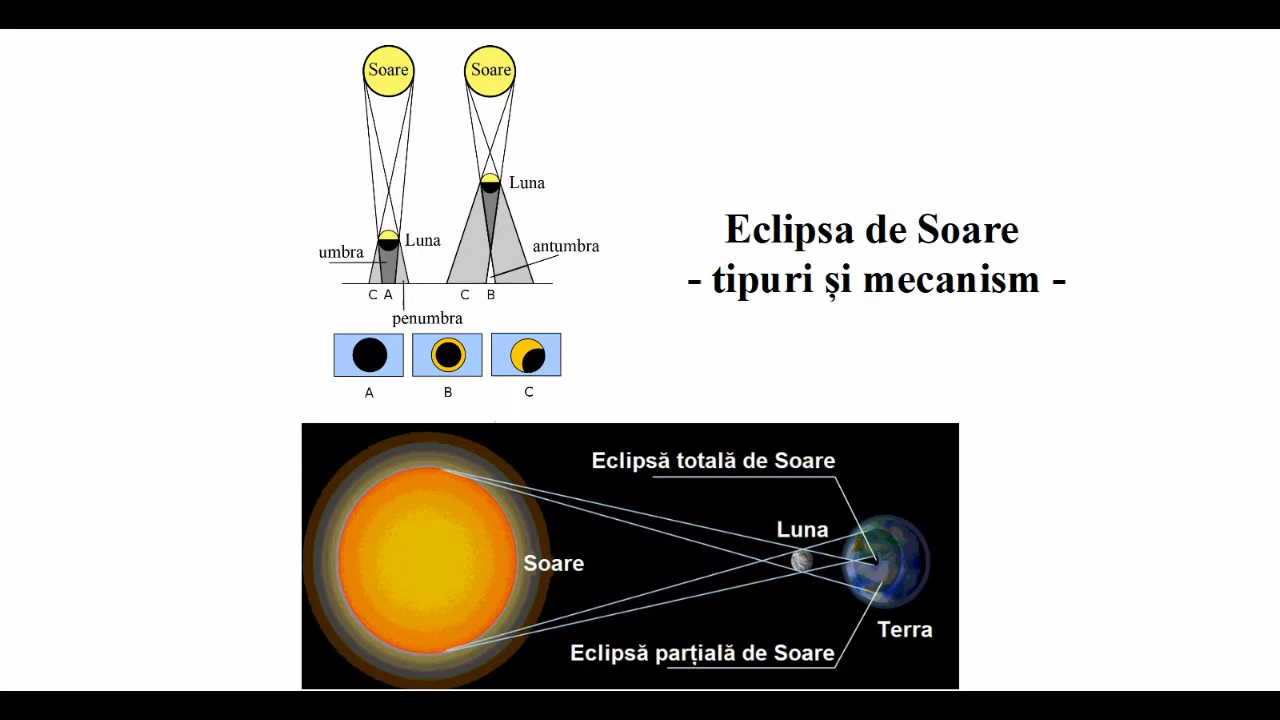 Soare
Soare
Luna
Luna
umbra
antumbra
C A
C B
penumbra
A
B
C
Eclipsa de Soare
- tipuri și mecanism -
Eclipsă totală de Soare
Luna
Soare
Terra
Eclipsă parțială de Soare